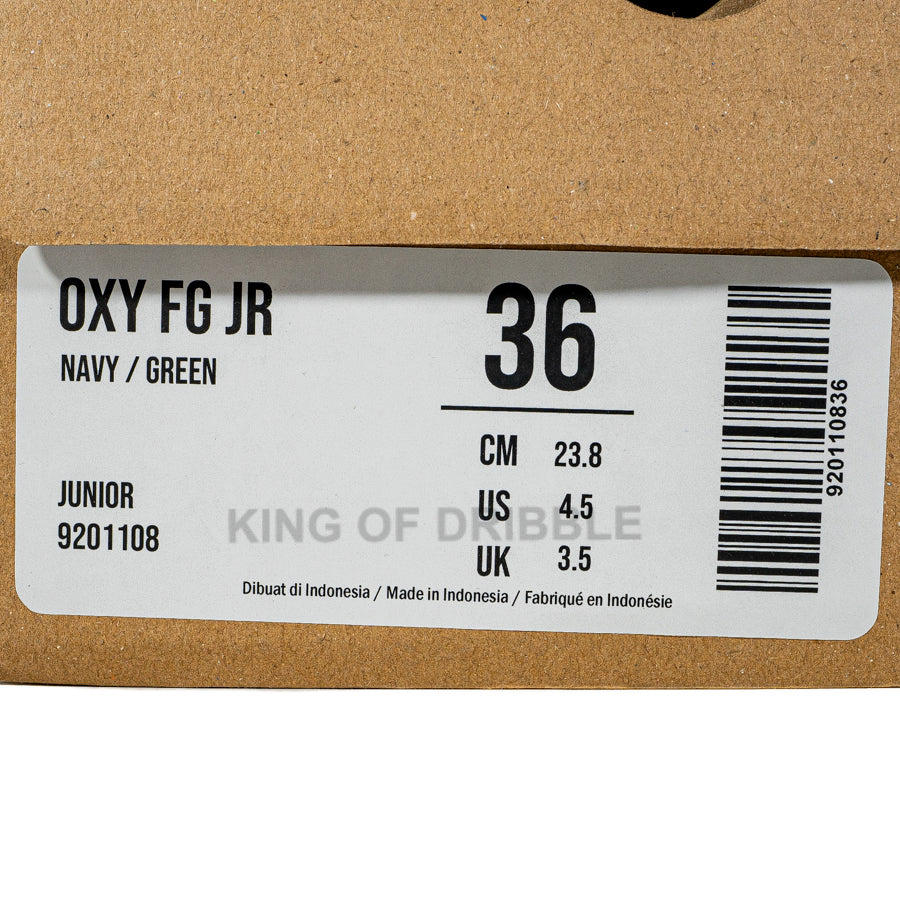 OXY FG JR
NAVY / GREEN
JUNIOR
9201108
36
CM 23.8
US 4.5
UK 3.5
KING OF DRIBBLE
Dibuat di Indonesia / Made in Indonesia / Fabriqué en Indonésie
920110836